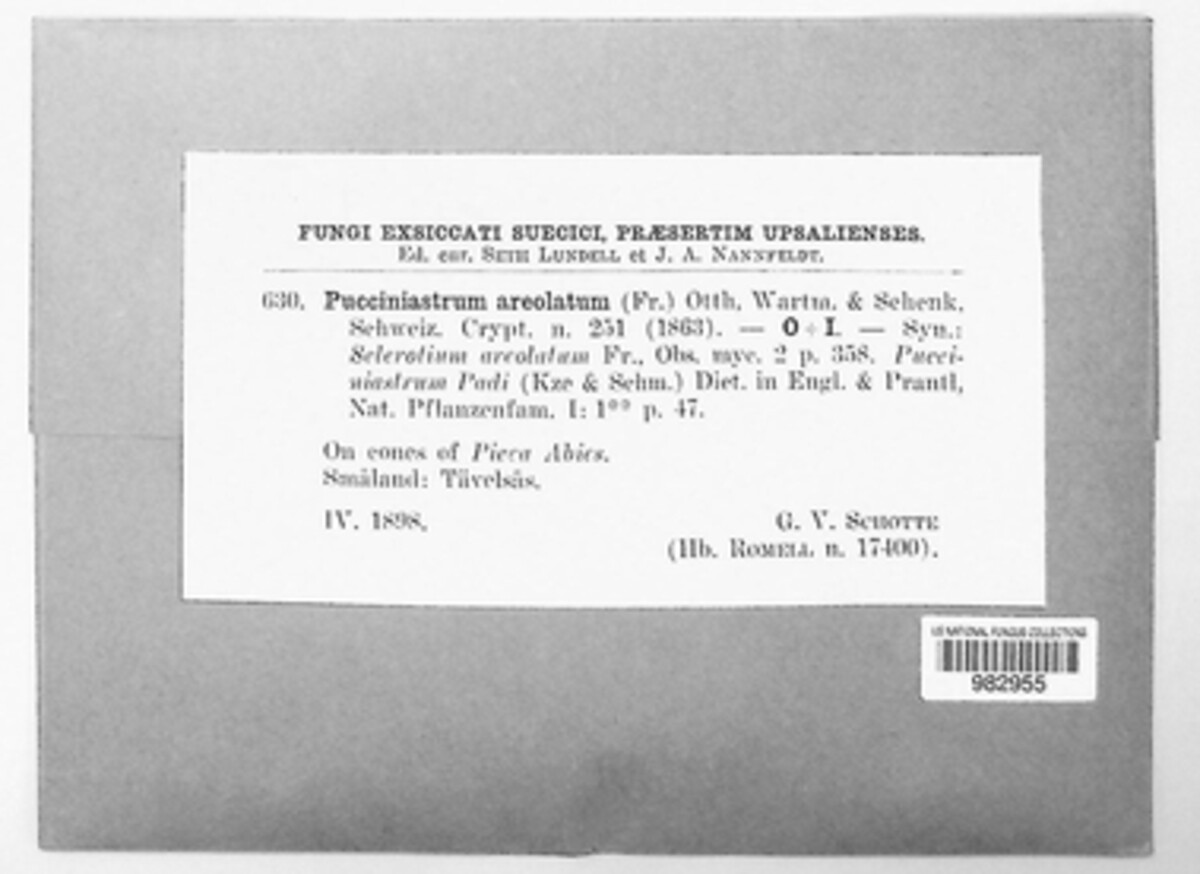 FUNGI EXSICCATI SUECICI, PRÆSERTIM UPSALIENSES.
Ed. cur. SETH LUNDELL et J. A. NANNFELDT.
630. Pucciniastrum areolatum (Fr.) Otth, Wartm. & Schenk,
Schweiz. Crypt. n. 251 (1863). — O + I. — Syn.:
Sclerotium areolatum Fr., Obs. myc. 2 p. 358. Pucci-
niastrum Padi (Kze & Schm.) Diet. in Engl. & Prantl,
Nat. Pflanzenfam. I: 1** p. 47.
On cones of Picea Abies.
Småland: Tävelsås.
IV. 1898.
G. V. SCHOTTE
(Hb. ROMELL n. 17400).
US NATIONAL FUNGUS COLLECTIONS
982955